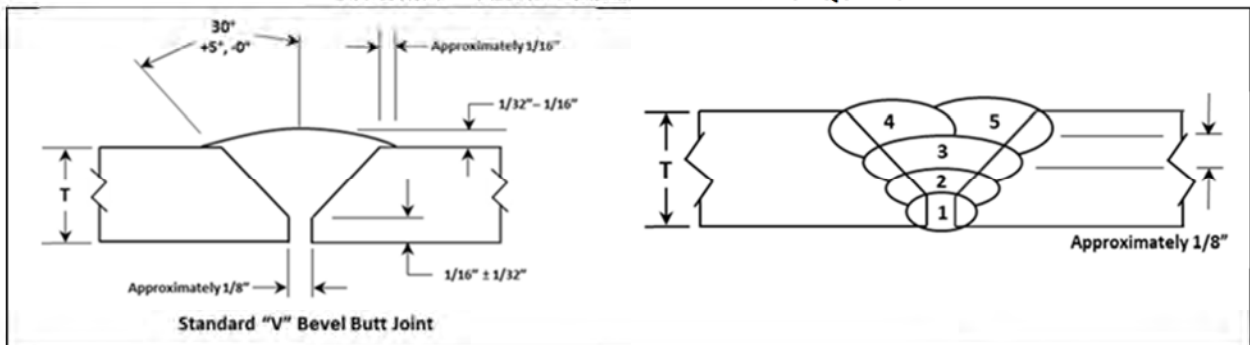 30°
+5°, -0°
Approximately 1/16"
1/32"– 1/16"
T
1/16" ± 1/32"
Approximately 1/8"
Standard "V" Bevel Butt Joint
4
5
3
2
1
T
Approximately 1/8"